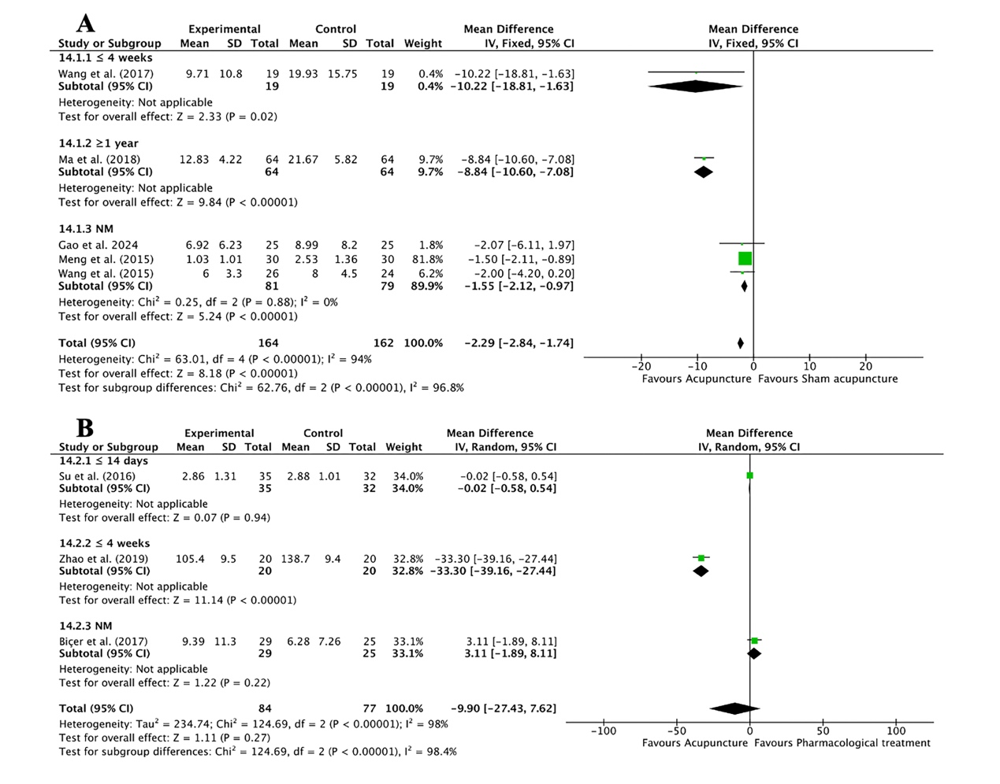 A
Experimental Control Mean Difference Mean Difference
Study or Subgroup Mean SD Total Mean SD Total Weight IV, Fixed, 95% CI IV, Fixed, 95% CI
14.1.1 ≤ 4 weeks
Wang et al. (2017) 9.71 10.8 19 19.93 15.75 19 0.4% −10.22 [−18.81, −1.63]
Subtotal (95% CI) 19 19 0.4% −10.22 [−18.81, −1.63]
Heterogeneity: Not applicable
Test for overall effect: Z = 2.33 (P = 0.02)
14.1.2 ≥1 year
Ma et al. (2018) 12.83 4.22 64 21.67 5.82 64 9.7% −8.84 [−10.60, −7.08]
Subtotal (95% CI) 64 64 9.7% −8.84 [−10.60, −7.08]
Heterogeneity: Not applicable
Test for overall effect: Z = 9.84 (P < 0.00001)
14.1.3 NM
Gao et al. 2024 6.92 6.23 25 8.99 8.2 25 1.8% −2.07 [−6.11, 1.97]
Meng et al. (2015) 1.03 1.01 30 2.53 1.36 30 81.8% −1.50 [−2.11, −0.89]
Wang et al. (2015) 6 3.3 26 8 4.5 24 6.2% −2.00 [−4.20, 0.20]
Subtotal (95% CI) 81 79 89.9% −1.55 [−2.12, −0.97]
Heterogeneity: Chi² = 0.25, df = 2 (P = 0.88); I² = 0%
Test for overall effect: Z = 5.24 (P < 0.00001)
Total (95% CI) 164 162 100.0% −2.29 [−2.84, −1.74]
Heterogeneity: Chi² = 63.01, df = 4 (P < 0.00001); I² = 94%
Test for overall effect: Z = 8.18 (P < 0.00001)
Test for subgroup differences: Chi² = 62.76, df = 2 (P < 0.00001), I² = 96.8%
−20 −10 0 10 20
Favours Acupuncture Favours Sham acupuncture
B
Experimental Control Mean Difference Mean Difference
Study or Subgroup Mean SD Total Mean SD Total Weight IV, Random, 95% CI IV, Random, 95% CI
14.2.1 ≤ 14 days
Su et al. (2016) 2.86 1.31 35 2.88 1.01 32 34.0% −0.02 [−0.58, 0.54]
Subtotal (95% CI) 35 32 34.0% −0.02 [−0.58, 0.54]
Heterogeneity: Not applicable
Test for overall effect: Z = 0.07 (P = 0.94)
14.2.2 ≤ 4 weeks
Zhao et al. (2019) 105.4 9.5 20 138.7 9.4 20 32.8% −33.30 [−39.16, −27.44]
Subtotal (95% CI) 20 20 32.8% −33.30 [−39.16, −27.44]
Heterogeneity: Not applicable
Test for overall effect: Z = 11.14 (P < 0.00001)
14.2.3 NM
Biçer et al. (2017) 9.39 11.3 29 6.28 7.26 25 33.1% 3.11 [−1.89, 8.11]
Subtotal (95% CI) 29 25 33.1% 3.11 [−1.89, 8.11]
Heterogeneity: Not applicable
Test for overall effect: Z = 1.22 (P = 0.22)
Total (95% CI) 84 77 100.0% −9.90 [−27.43, 7.62]
Heterogeneity: Tau² = 234.74; Chi² = 124.69, df = 2 (P < 0.00001); I² = 98%
Test for overall effect: Z = 1.11 (P = 0.27)
Test for subgroup differences: Chi² = 124.69, df = 2 (P < 0.00001), I² = 98.4%
−100 −50 0 50 100
Favours Acupuncture Favours Pharmacological treatment